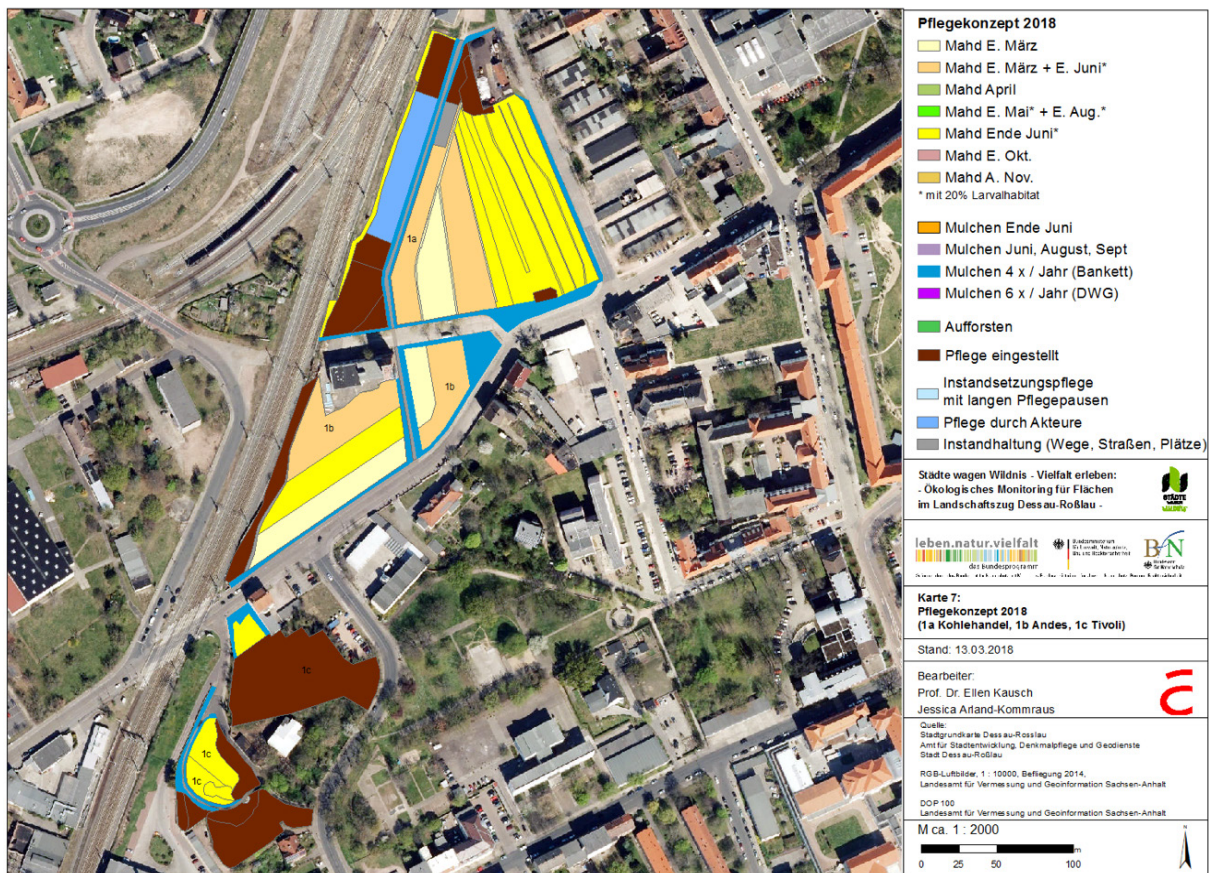 Pflegekonzept 2018
Mahd E. März
Mahd E. März + E. Juni*
Mahd April
Mahd E. Mai* + E. Aug.*
Mahd Ende Juni*
Mahd E. Okt.
Mahd A. Nov.
* mit 20% Larvalhabitat
Mulchen Ende Juni
Mulchen Juni, August, Sept
Mulchen 4 x / Jahr (Bankett)
Mulchen 6 x / Jahr (DWG)
Aufforsten
Pflege eingestellt
Instandsetzungspflege
mit langen Pflegepausen
Pflege durch Akteure
Instandhaltung (Wege, Straßen, Plätze)
Städte wagen Wildnis - Vielfalt erleben:
- Ökologisches Monitoring für Flächen
im Landschaftszug Dessau-Roßlau -
STÄDTE
WAGEN
WILDNIS
leben.natur.vielfalt
das Bundesprogramm
BfN
Karte 7:
Pflegekonzept 2018
(1a Kohlehandel, 1b Andes, 1c Tivoli)
Stand: 13.03.2018
Bearbeiter:
Prof. Dr. Ellen Kausch
Jessica Arland-Kommraus
Quelle:
Stadtgrundkarte Dessau-Rosslau
Amt für Stadtentwicklung, Denkmalpflege und Geodienste
Stadt Dessau-Roßlau
RGB-Luftbilder, 1 : 10000, Befliegung 2014,
Landesamt für Vermessung und Geoinformation Sachsen-Anhalt
DOP 100
Landesamt für Vermessung und Geoinformation Sachsen-Anhalt
M ca. 1 : 2000
m
0 25 50 100
N
1a
1b
1b
1c
1c
1c